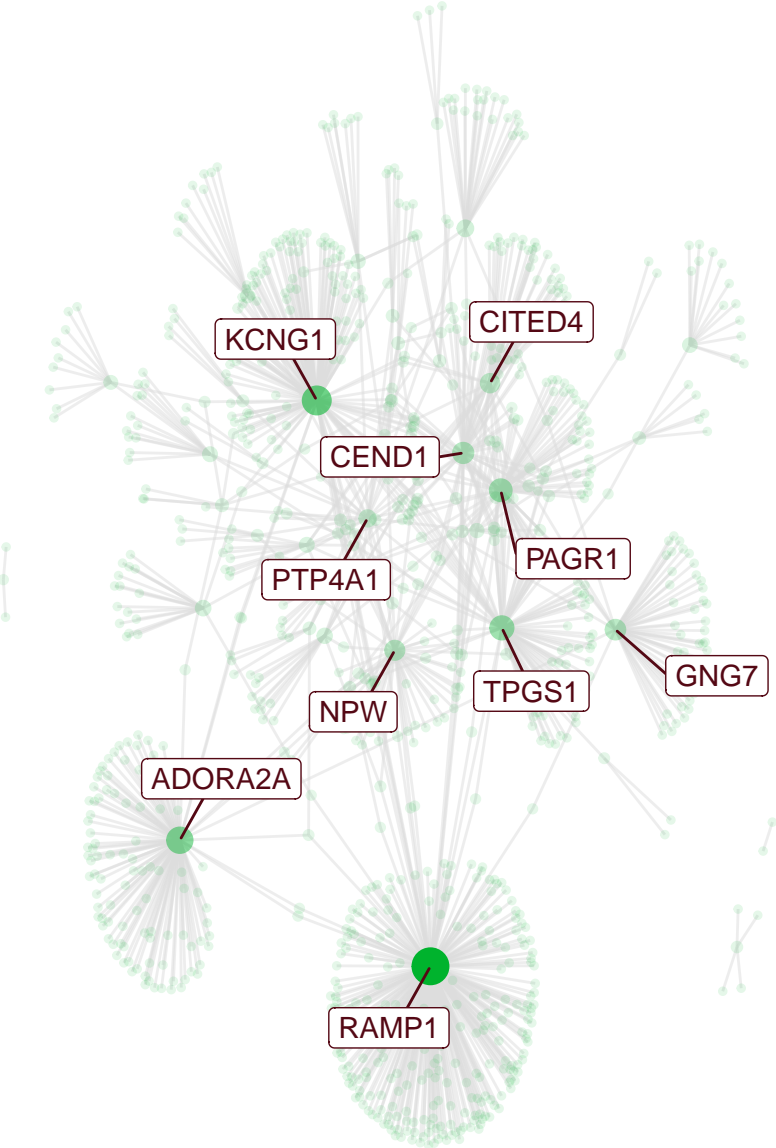 CITED4
KCNG1
CEND1
PAGR1
PTP4A1
GNG7
TPGS1
NPW
ADORA2A
RAMP1